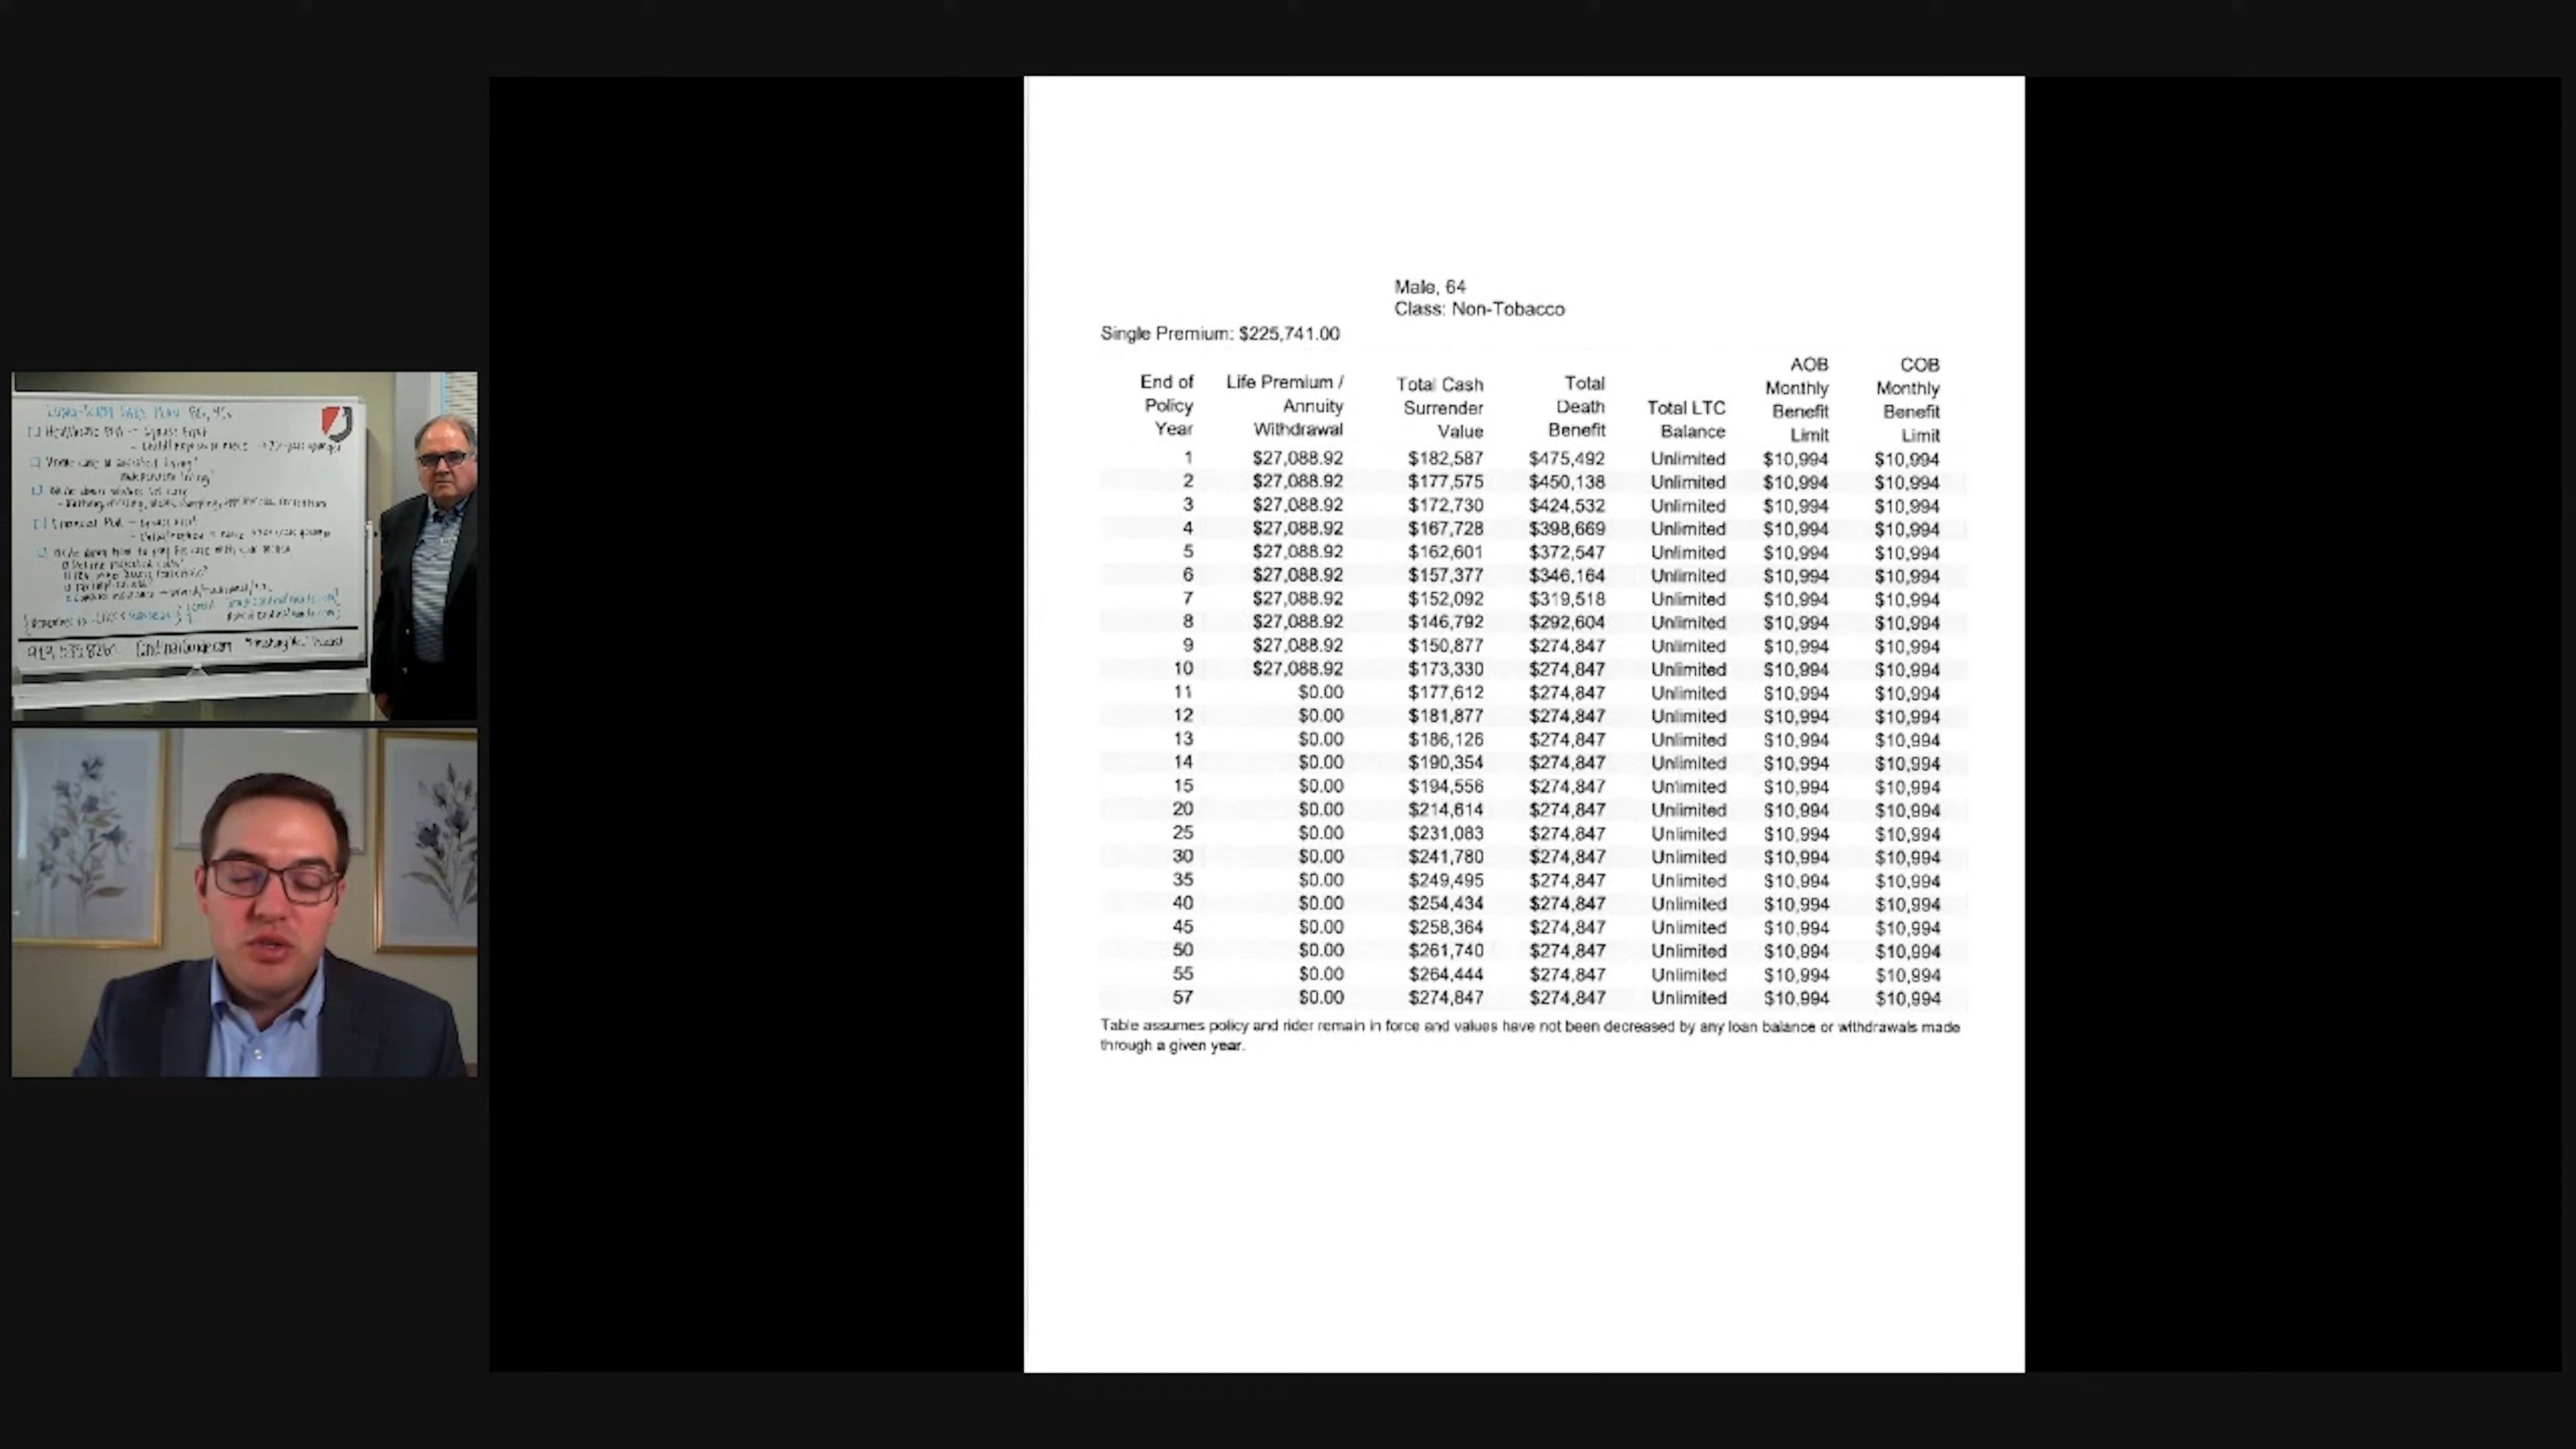 Male, 64
Class: Non-Tobacco
Single Premium: $225,741.00
End of Policy Year Life Premium / Annuity Withdrawal Total Cash Surrender Value Total Death Benefit Total LTC Balance AOB Monthly Benefit Limit COB Monthly Benefit Limit
1 $27,088.92 $182,587 $475,492 Unlimited $10,994 $10,994
2 $27,088.92 $177,575 $450,138 Unlimited $10,994 $10,994
3 $27,088.92 $172,730 $424,532 Unlimited $10,994 $10,994
4 $27,088.92 $167,728 $398,669 Unlimited $10,994 $10,994
5 $27,088.92 $162,601 $372,547 Unlimited $10,994 $10,994
6 $27,088.92 $157,377 $346,164 Unlimited $10,994 $10,994
7 $27,088.92 $152,092 $319,518 Unlimited $10,994 $10,994
8 $27,088.92 $146,792 $292,604 Unlimited $10,994 $10,994
9 $27,088.92 $150,877 $274,847 Unlimited $10,994 $10,994
10 $27,088.92 $173,330 $274,847 Unlimited $10,994 $10,994
11 $0.00 $177,612 $274,847 Unlimited $10,994 $10,994
12 $0.00 $181,877 $274,847 Unlimited $10,994 $10,994
13 $0.00 $186,126 $274,847 Unlimited $10,994 $10,994
14 $0.00 $190,354 $274,847 Unlimited $10,994 $10,994
15 $0.00 $194,556 $274,847 Unlimited $10,994 $10,994
20 $0.00 $214,614 $274,847 Unlimited $10,994 $10,994
25 $0.00 $231,083 $274,847 Unlimited $10,994 $10,994
30 $0.00 $241,780 $274,847 Unlimited $10,994 $10,994
35 $0.00 $249,495 $274,847 Unlimited $10,994 $10,994
40 $0.00 $254,434 $274,847 Unlimited $10,994 $10,994
45 $0.00 $258,364 $274,847 Unlimited $10,994 $10,994
50 $0.00 $261,740 $274,847 Unlimited $10,994 $10,994
55 $0.00 $264,444 $274,847 Unlimited $10,994 $10,994
57 $0.00 $274,847 $274,847 Unlimited $10,994 $10,994
Table assumes policy and rider remain in force and values have not been decreased by any loan balance or withdrawals made
through a given year.
Healthcare POA
Home care or assisted living?
independent living?
Financial POA
CardinalGuide.com